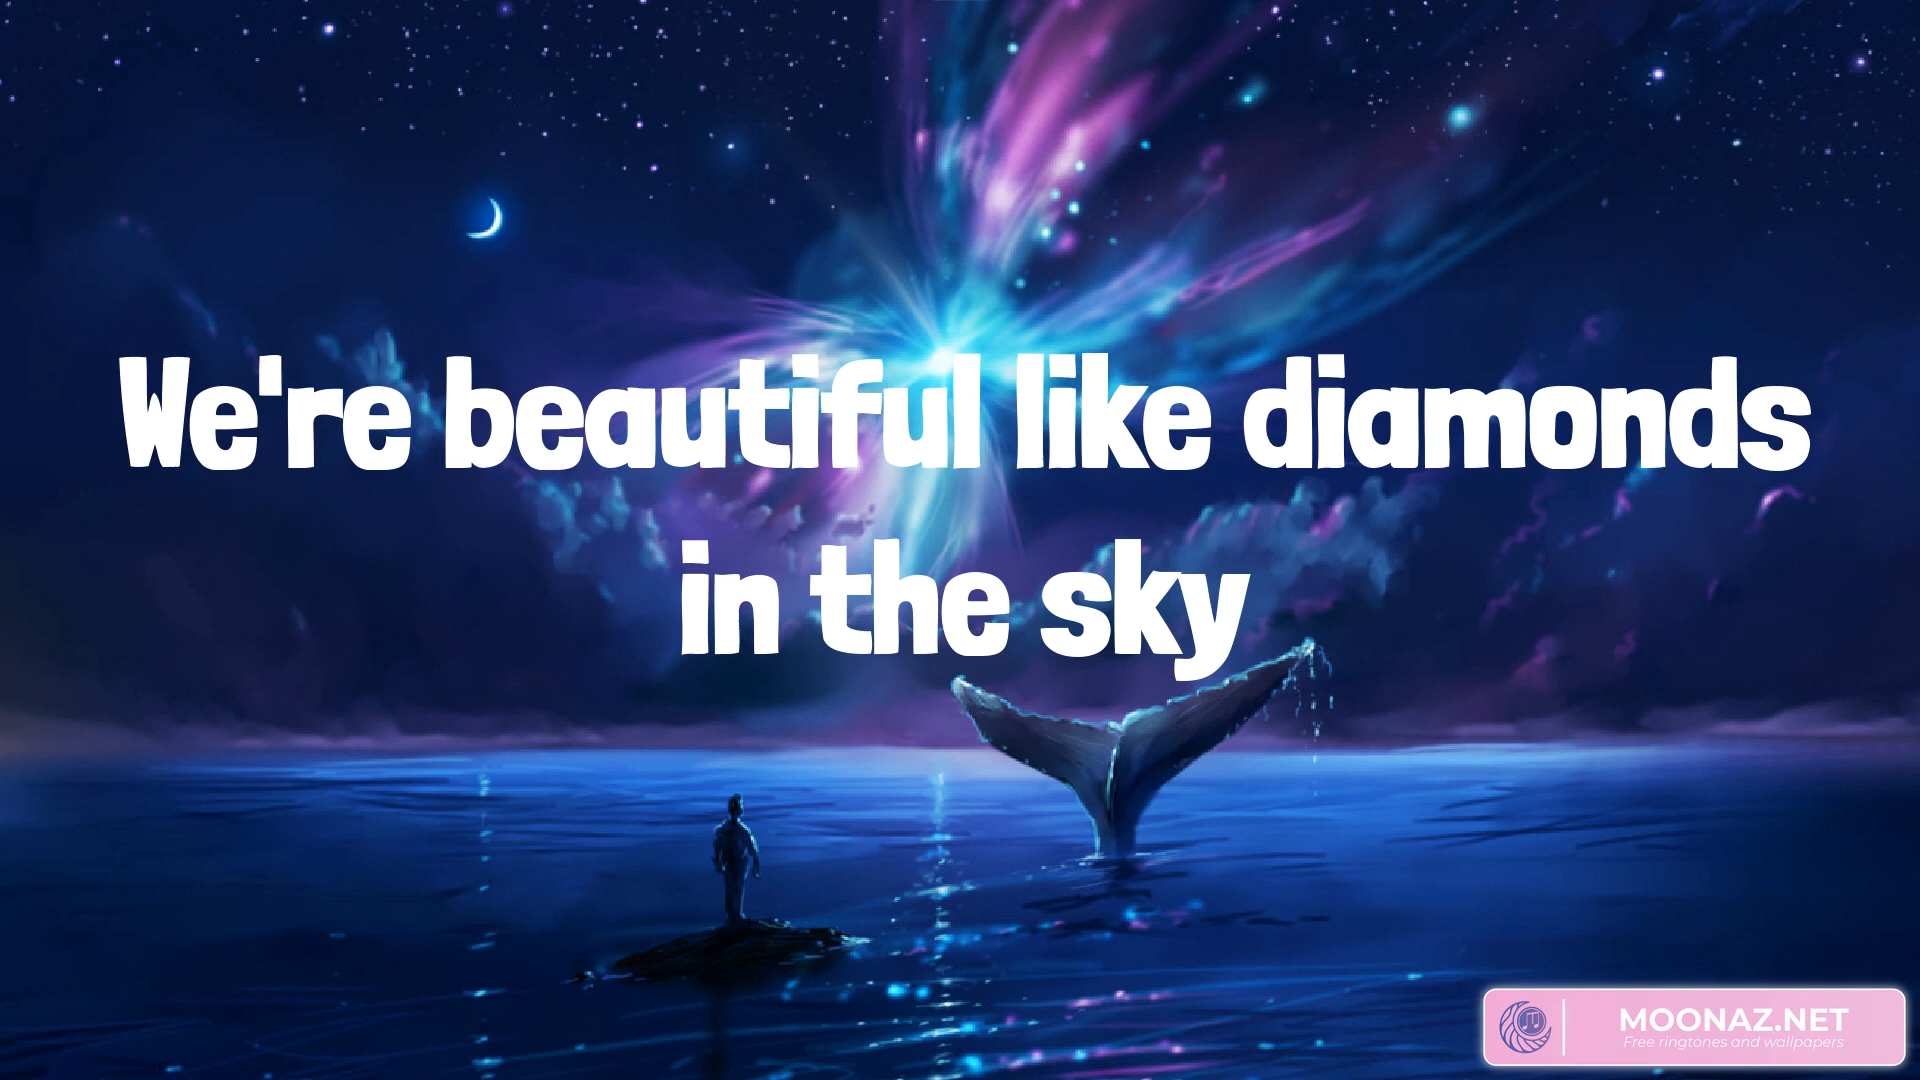 We're beautiful like diamonds
in the sky
MOONAZ.NET
Free ringtones and wallpapers